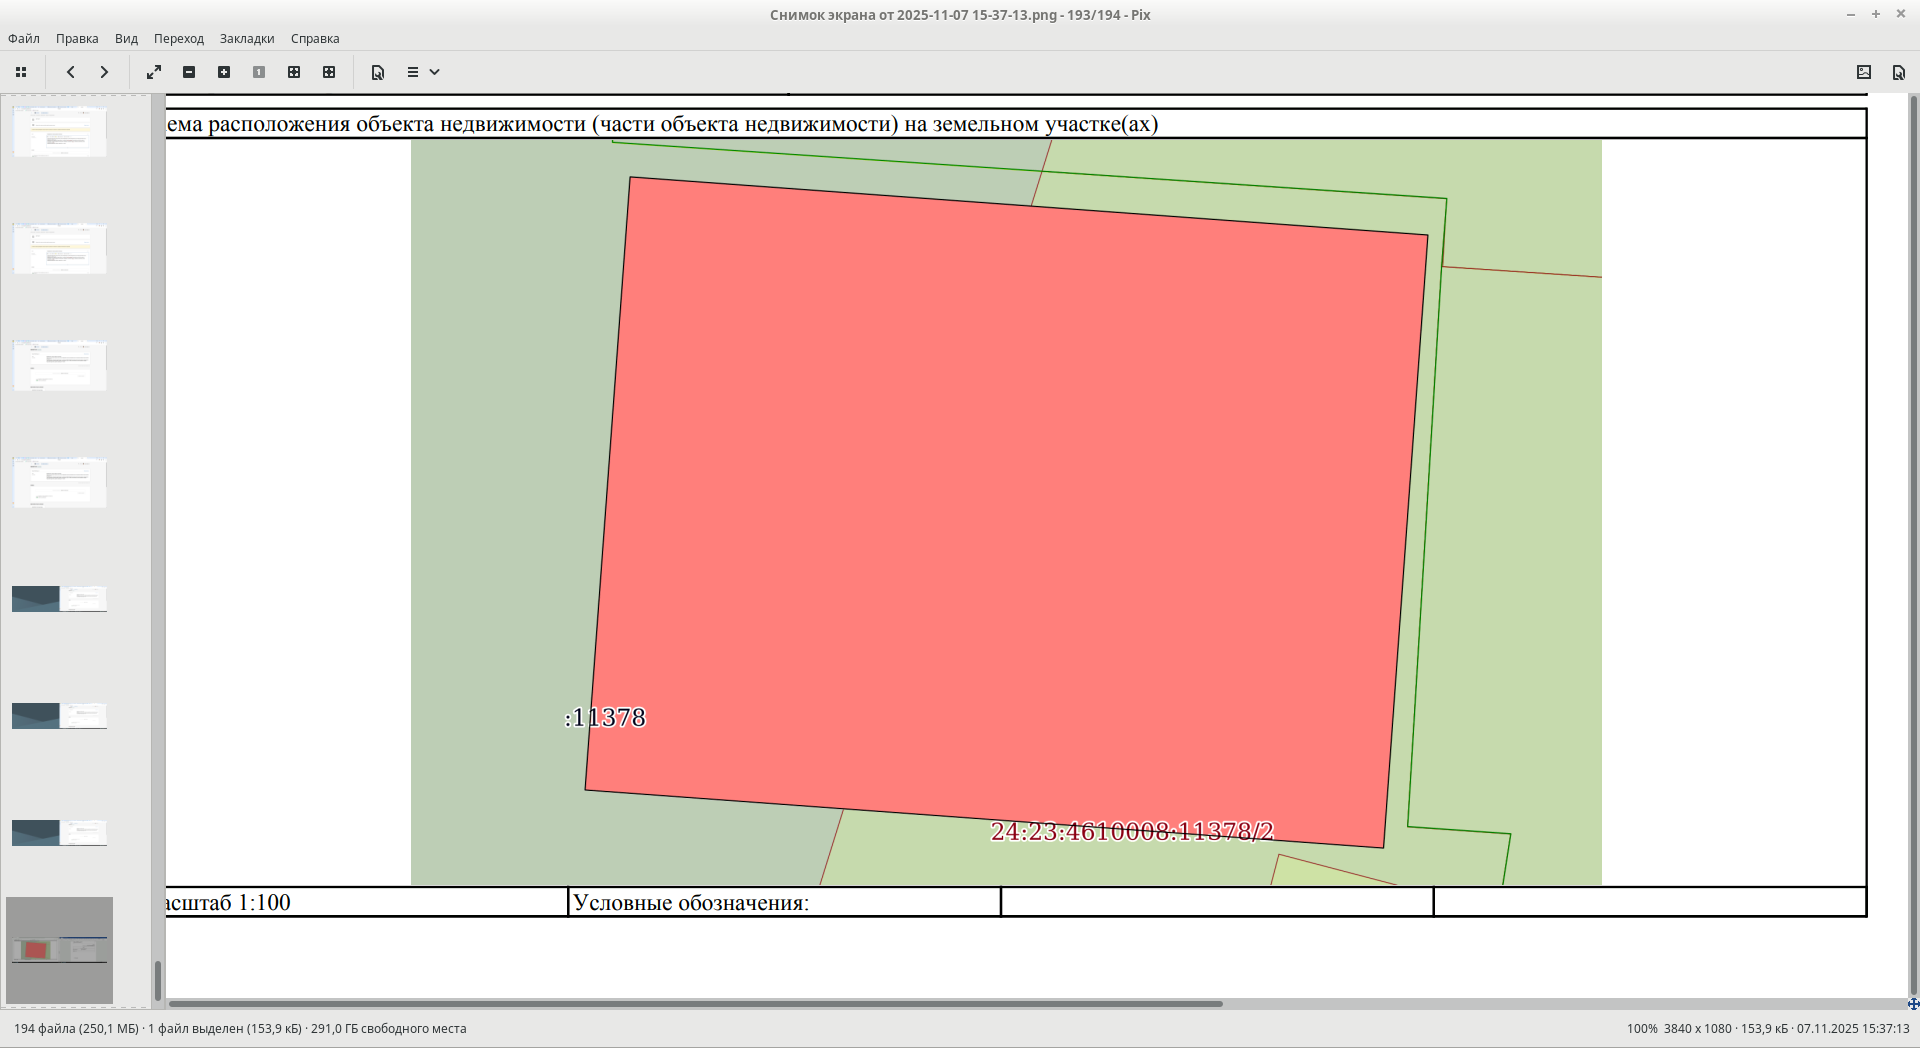 Снимок экрана от 2025-11-07 15-37-13.png - 193/194 - Pix
Файл Правка Вид Переход Закладки Справка
1
ема расположения объекта недвижимости (части объекта недвижимости) на земельном участке(ах)
:11378
24:23:4610008:11378/2
асштаб 1:100 Условные обозначения:
194 файла (250,1 МБ) · 1 файл выделен (153,9 кБ) · 291,0 ГБ свободного места
100% 3840 x 1080 · 153,9 кБ · 07.11.2025 15:37:13